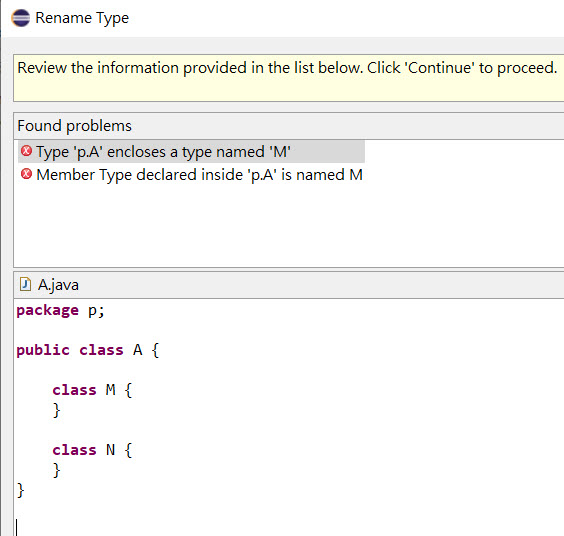 Rename Type
Review the information provided in the list below. Click 'Continue' to proceed.
Found problems
Type 'p.A' encloses a type named 'M'
Member Type declared inside 'p.A' is named M
A.java
package p;
public class A {
class M {
}
class N {
}
}